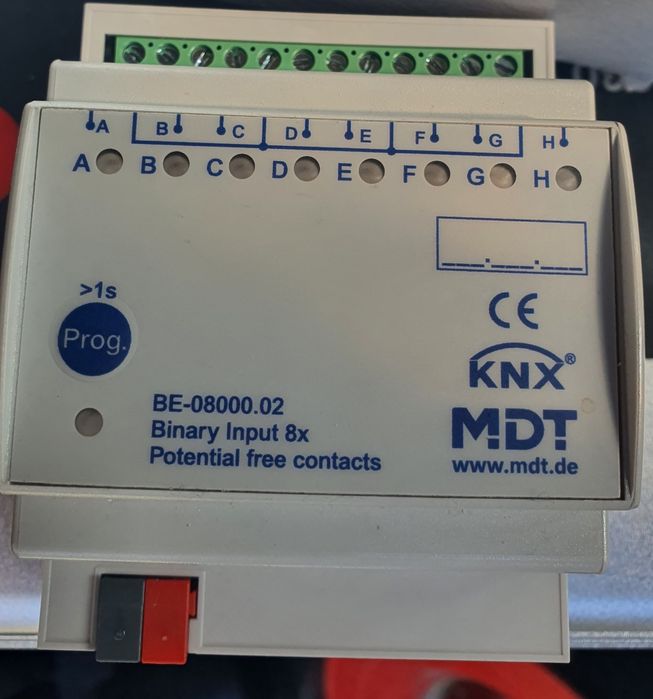 A B C D E F G H
A B C D E F G H
>1s
Prog.
CE
KNX®
BE-08000.02
Binary Input 8x
Potential free contacts
MDT
www.mdt.de